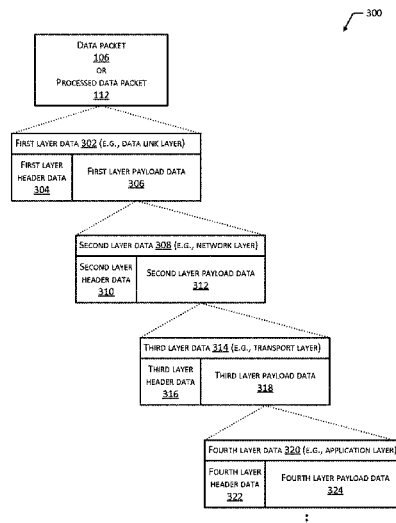 300
DATA PACKET
106
OR
PROCESSED DATA PACKET
112
FIRST LAYER DATA 302 (E.G., DATA LINK LAYER)
FIRST LAYER
HEADER DATA
304
FIRST LAYER PAYLOAD DATA
306
SECOND LAYER DATA 308 (E.G., NETWORK LAYER)
SECOND LAYER
HEADER DATA
310
SECOND LAYER PAYLOAD DATA
312
THIRD LAYER DATA 314 (E.G., TRANSPORT LAYER)
THIRD LAYER
HEADER DATA
316
THIRD LAYER PAYLOAD DATA
318
FOURTH LAYER DATA 320 (E.G., APPLICATION LAYER)
FOURTH LAYER
HEADER DATA
322
FOURTH LAYER PAYLOAD DATA
324